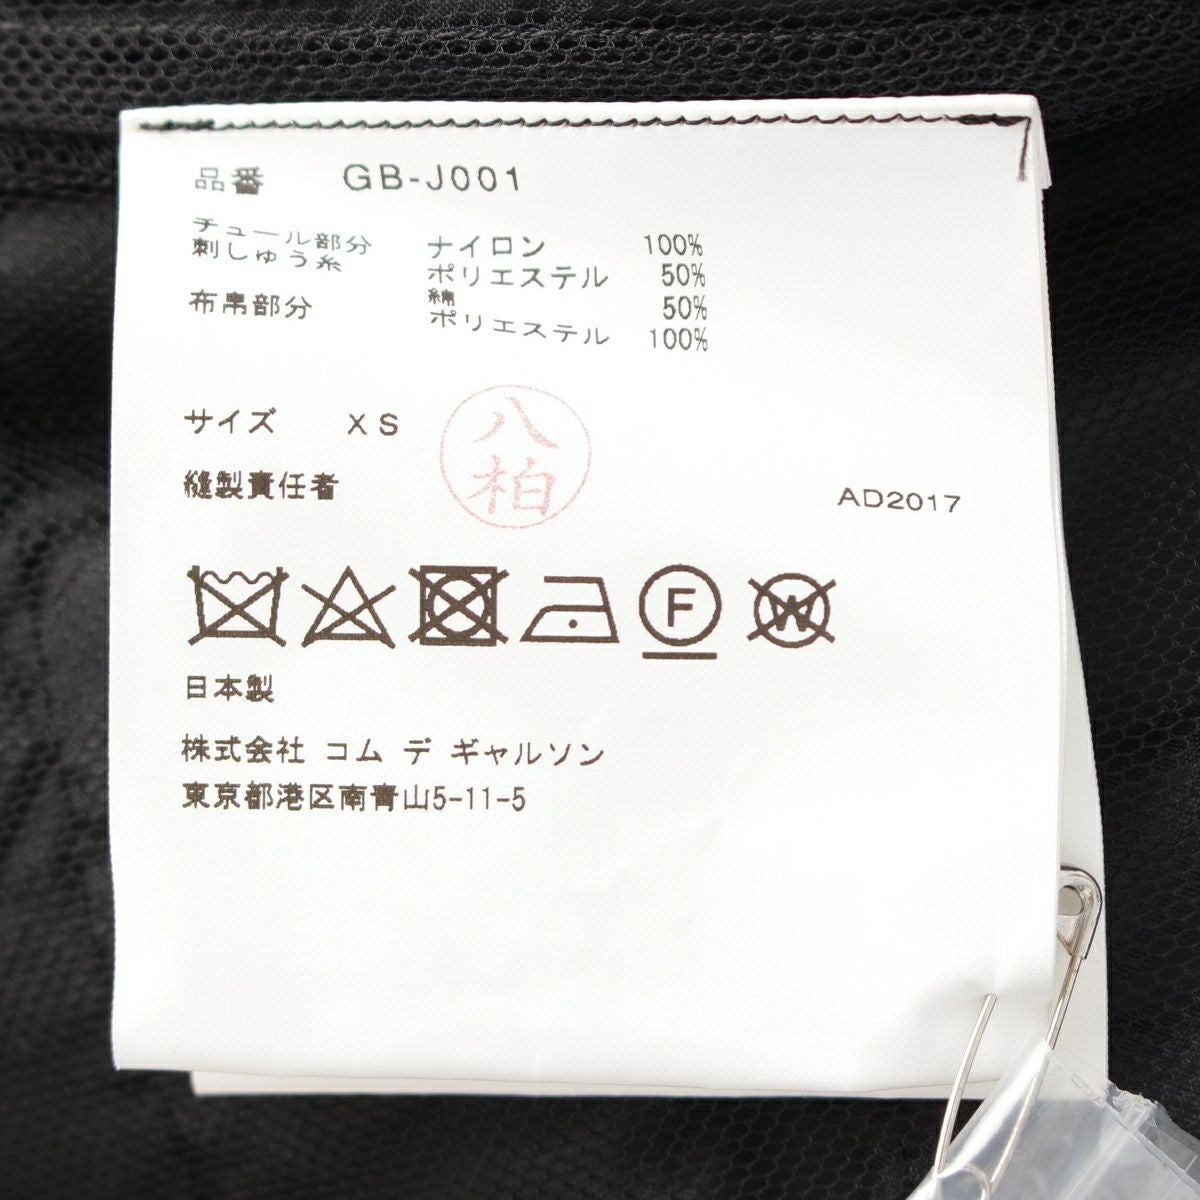 品番 GB-J001
チュール部分 ナイロン 100%
刺しゅう糸 ポリエステル 50%
綿 50%
布帛部分 ポリエステル 100%
サイズ XS
八柏
縫製責任者
AD2017
F
W
日本製
株式会社 コム デ ギャルソン
東京都港区南青山5-11-5